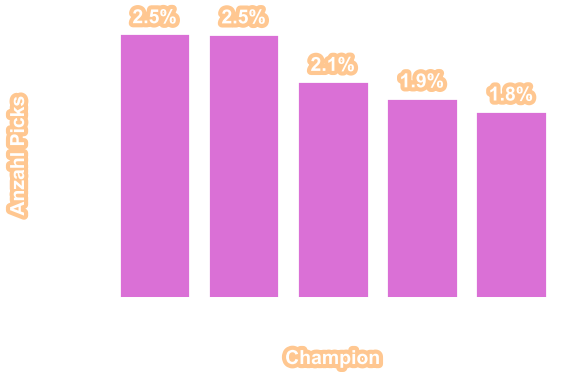 2.5% 2.5%
2.1%
1.9%
1.8%
Anzahl Picks
Champion